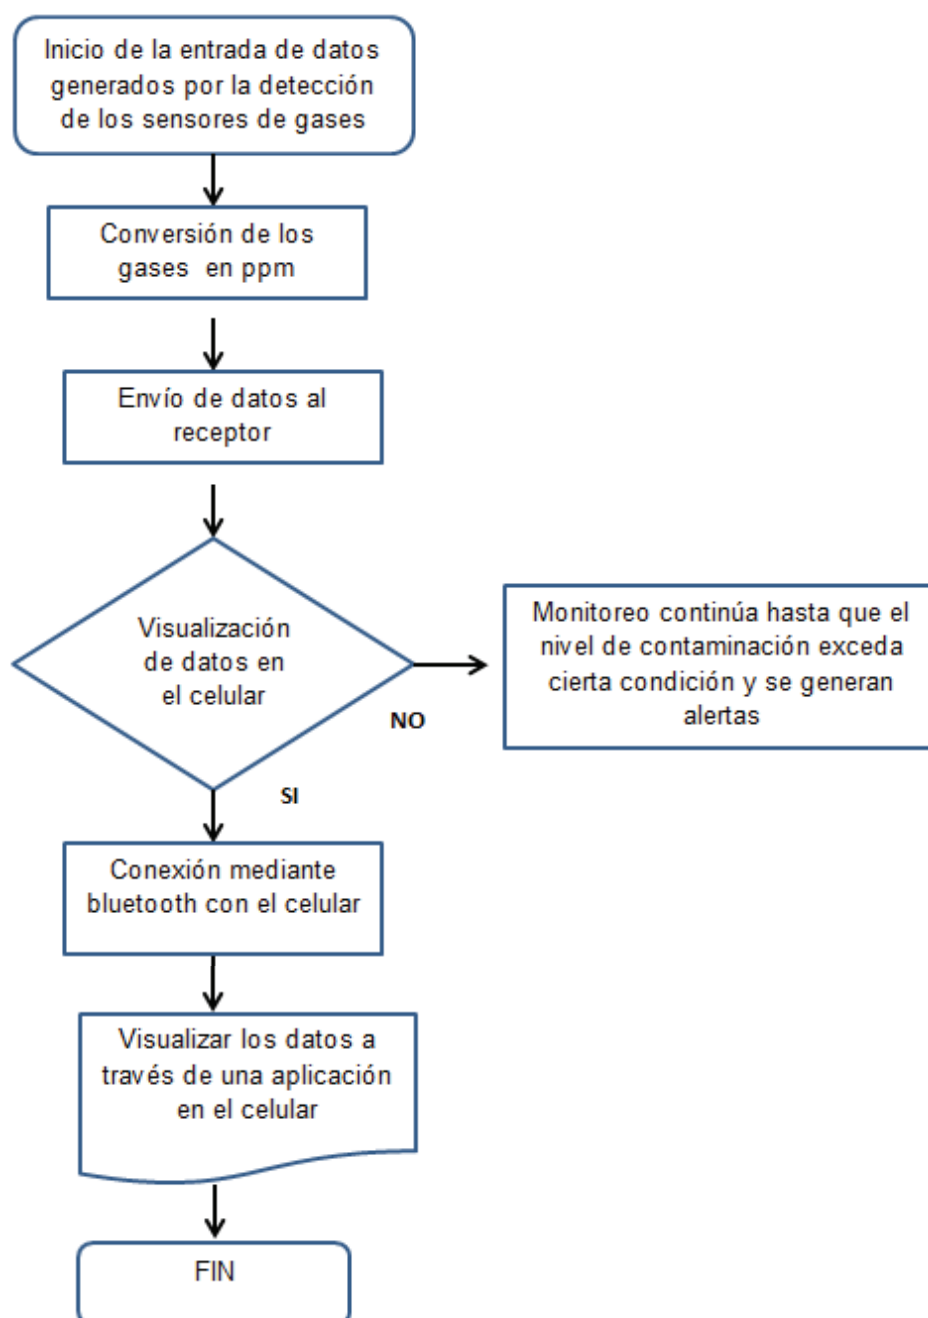 Inicio de la entrada de datos
generados por la detección
de los sensores de gases
Conversión de los
gases en ppm
Envío de datos al
receptor
Visualización
de datos en
el celular
NO
Monitoreo continúa hasta que el
nivel de contaminación exceda
cierta condición y se generan
alertas
SI
Conexión mediante
bluetooth con el celular
Visualizar los datos a
través de una aplicación
en el celular
FIN